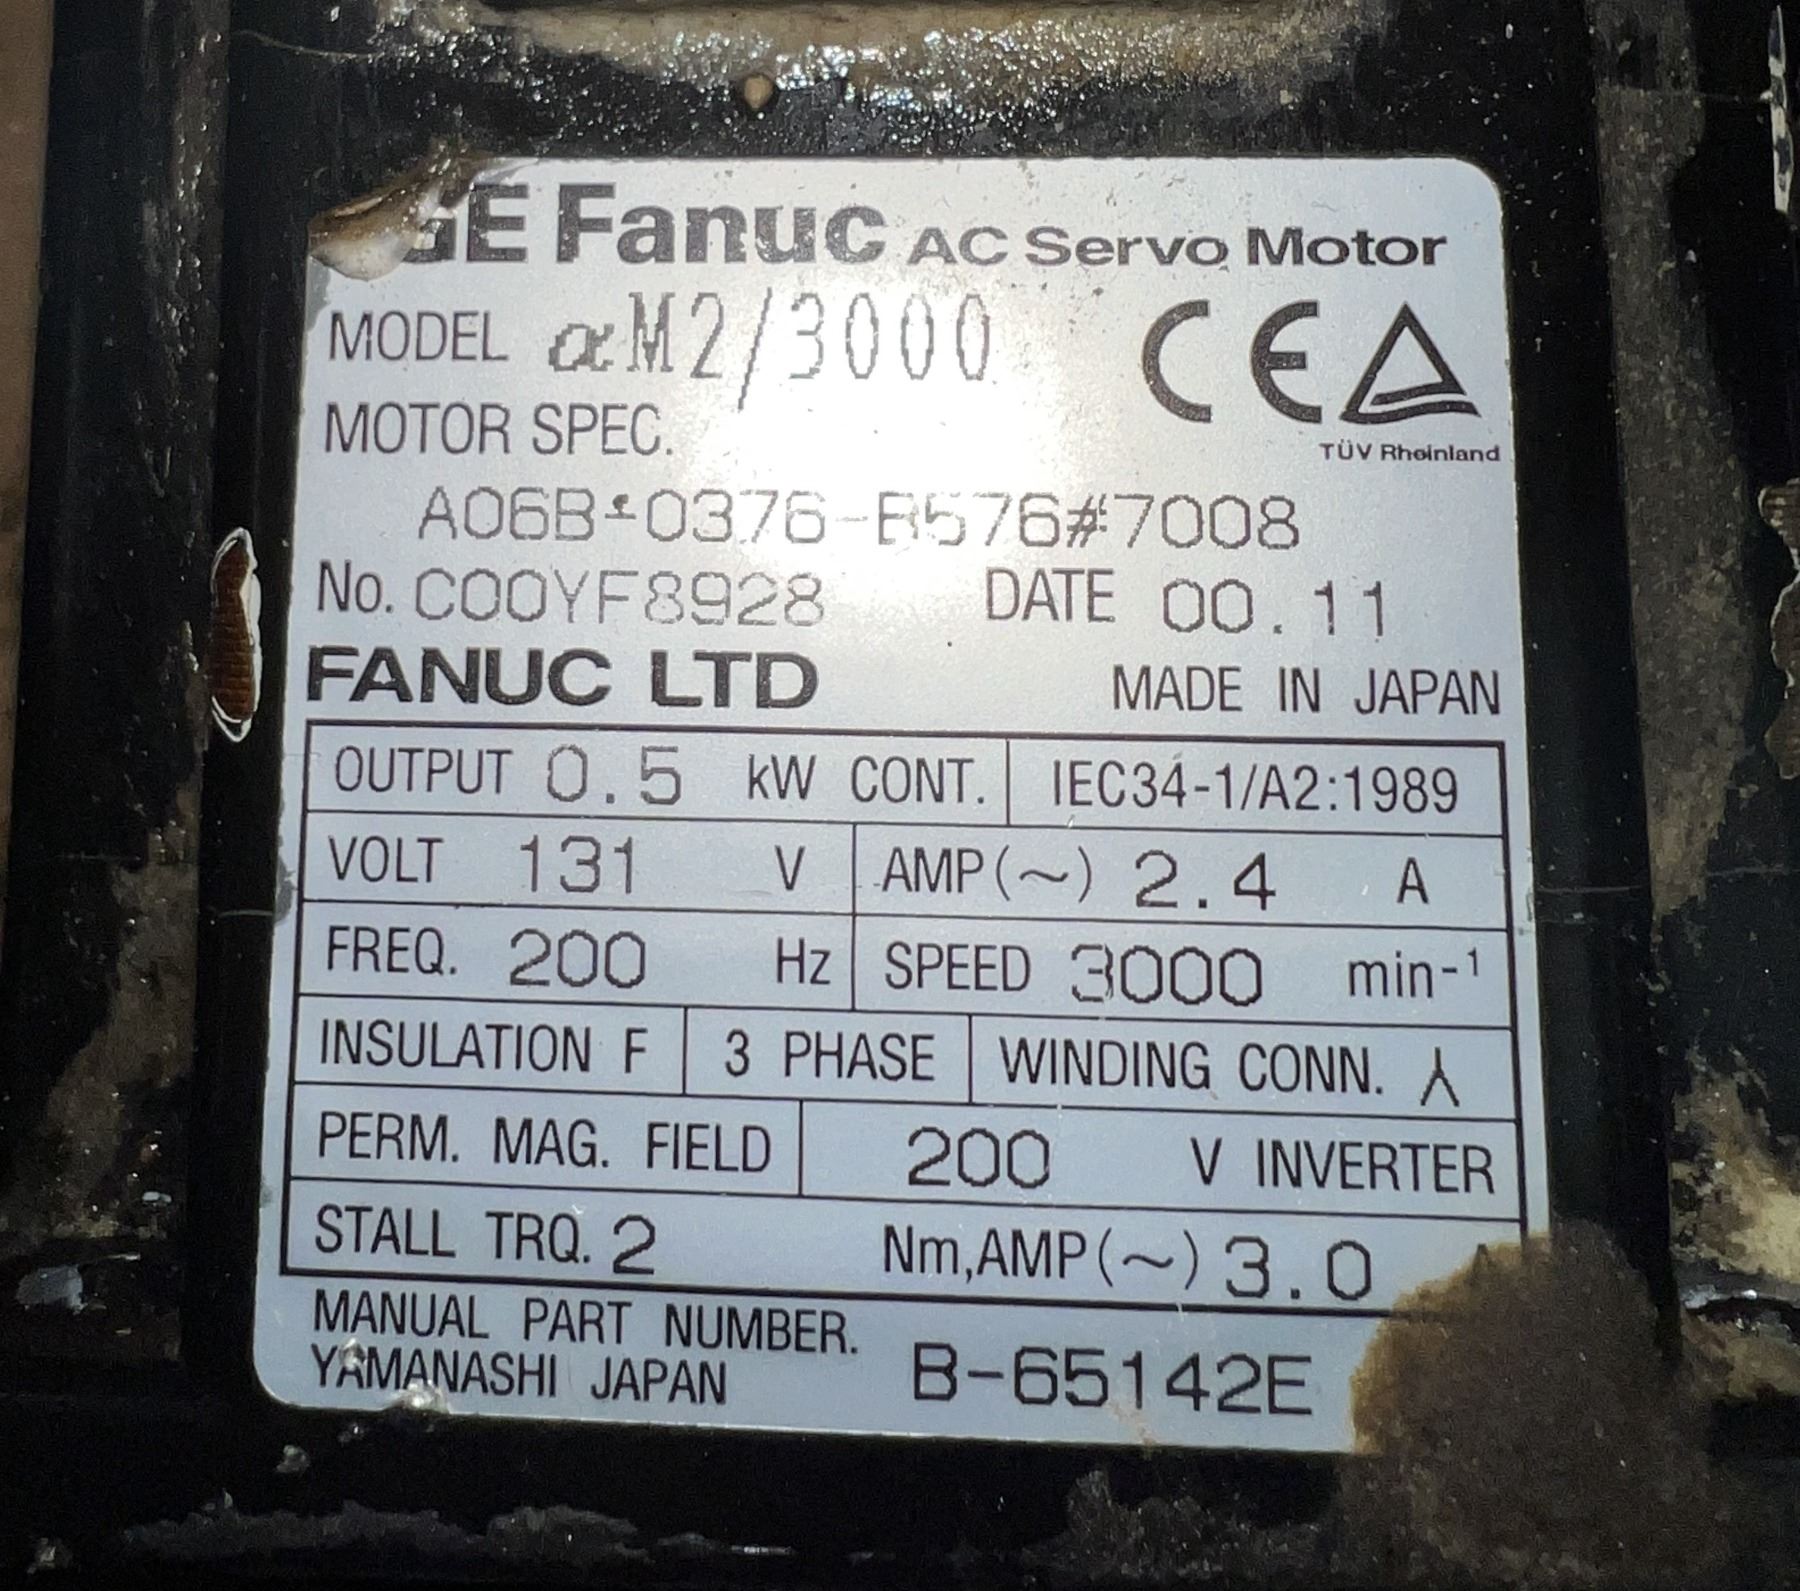 GE Fanuc AC Servo Motor
MODEL αM2/3000
CE
MOTOR SPEC.
TÜV Rheinland
A06B-0376-B576#7008
No. C00YF8928 DATE 00.11
FANUC LTD MADE IN JAPAN
OUTPUT 0.5 kW CONT. IEC34-1/A2:1989
VOLT 131 V AMP(~) 2.4 A
FREQ. 200 Hz SPEED 3000 min-¹
INSULATION F 3 PHASE WINDING CONN. ⅄
PERM. MAG. FIELD 200 V INVERTER
STALL TRQ. 2 Nm,AMP(~) 3.0
MANUAL PART NUMBER.
YAMANASHI JAPAN B-65142E